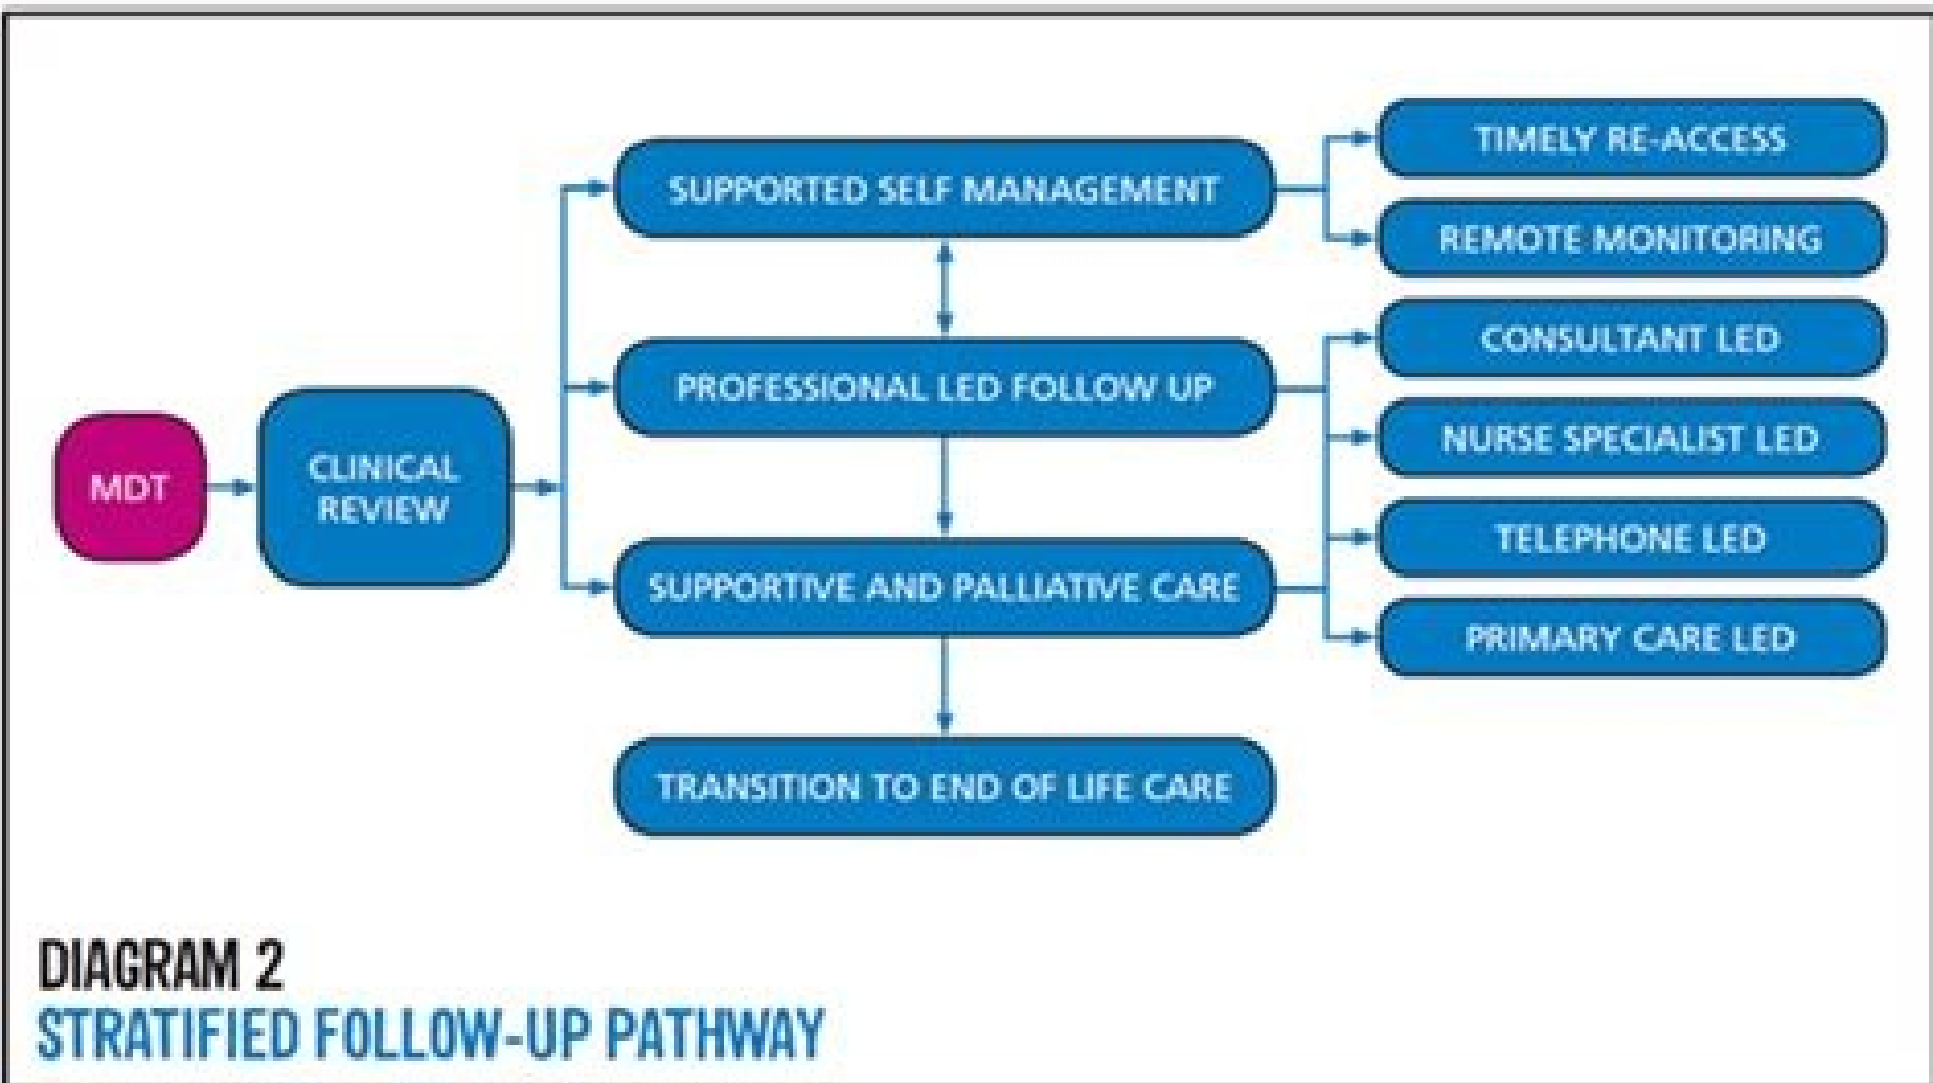 MDT
CLINICAL
REVIEW
SUPPORTED SELF MANAGEMENT
PROFESSIONAL LED FOLLOW UP
SUPPORTIVE AND PALLIATIVE CARE
TRANSITION TO END OF LIFE CARE
TIMELY RE-ACCESS
REMOTE MONITORING
CONSULTANT LED
NURSE SPECIALIST LED
TELEPHONE LED
PRIMARY CARE LED
DIAGRAM 2
STRATIFIED FOLLOW-UP PATHWAY